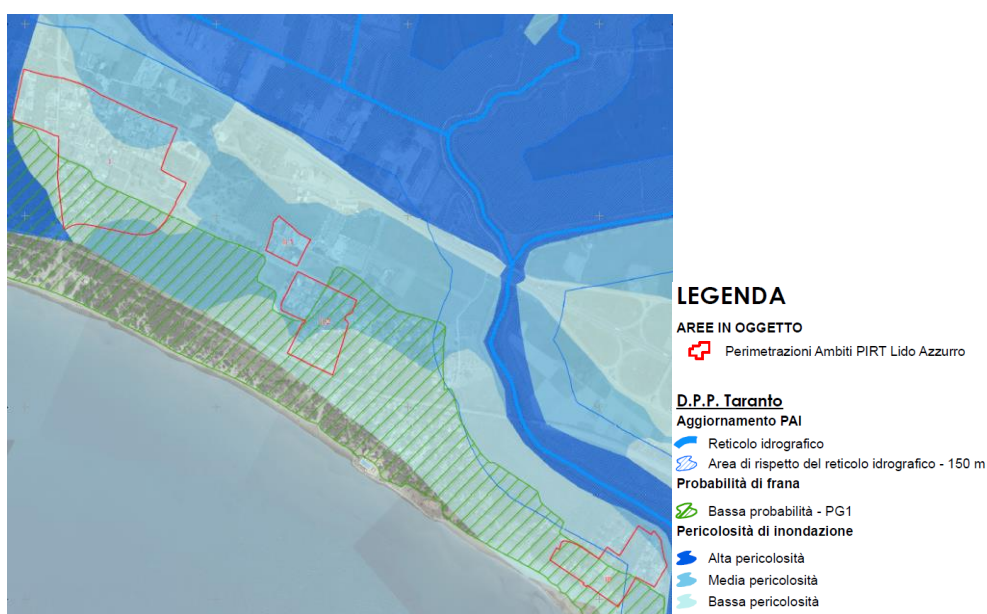 LEGENDA
AREE IN OGGETTO
Perimetrazioni Ambiti PIRT Lido Azzurro
D.P.P. Taranto
Aggiornamento PAI
Reticolo idrografico
Area di rispetto del reticolo idrografico - 150 m
Probabilità di frana
Bassa probabilità - PG1
Pericolosità di inondazione
Alta pericolosità
Media pericolosità
Bassa pericolosità